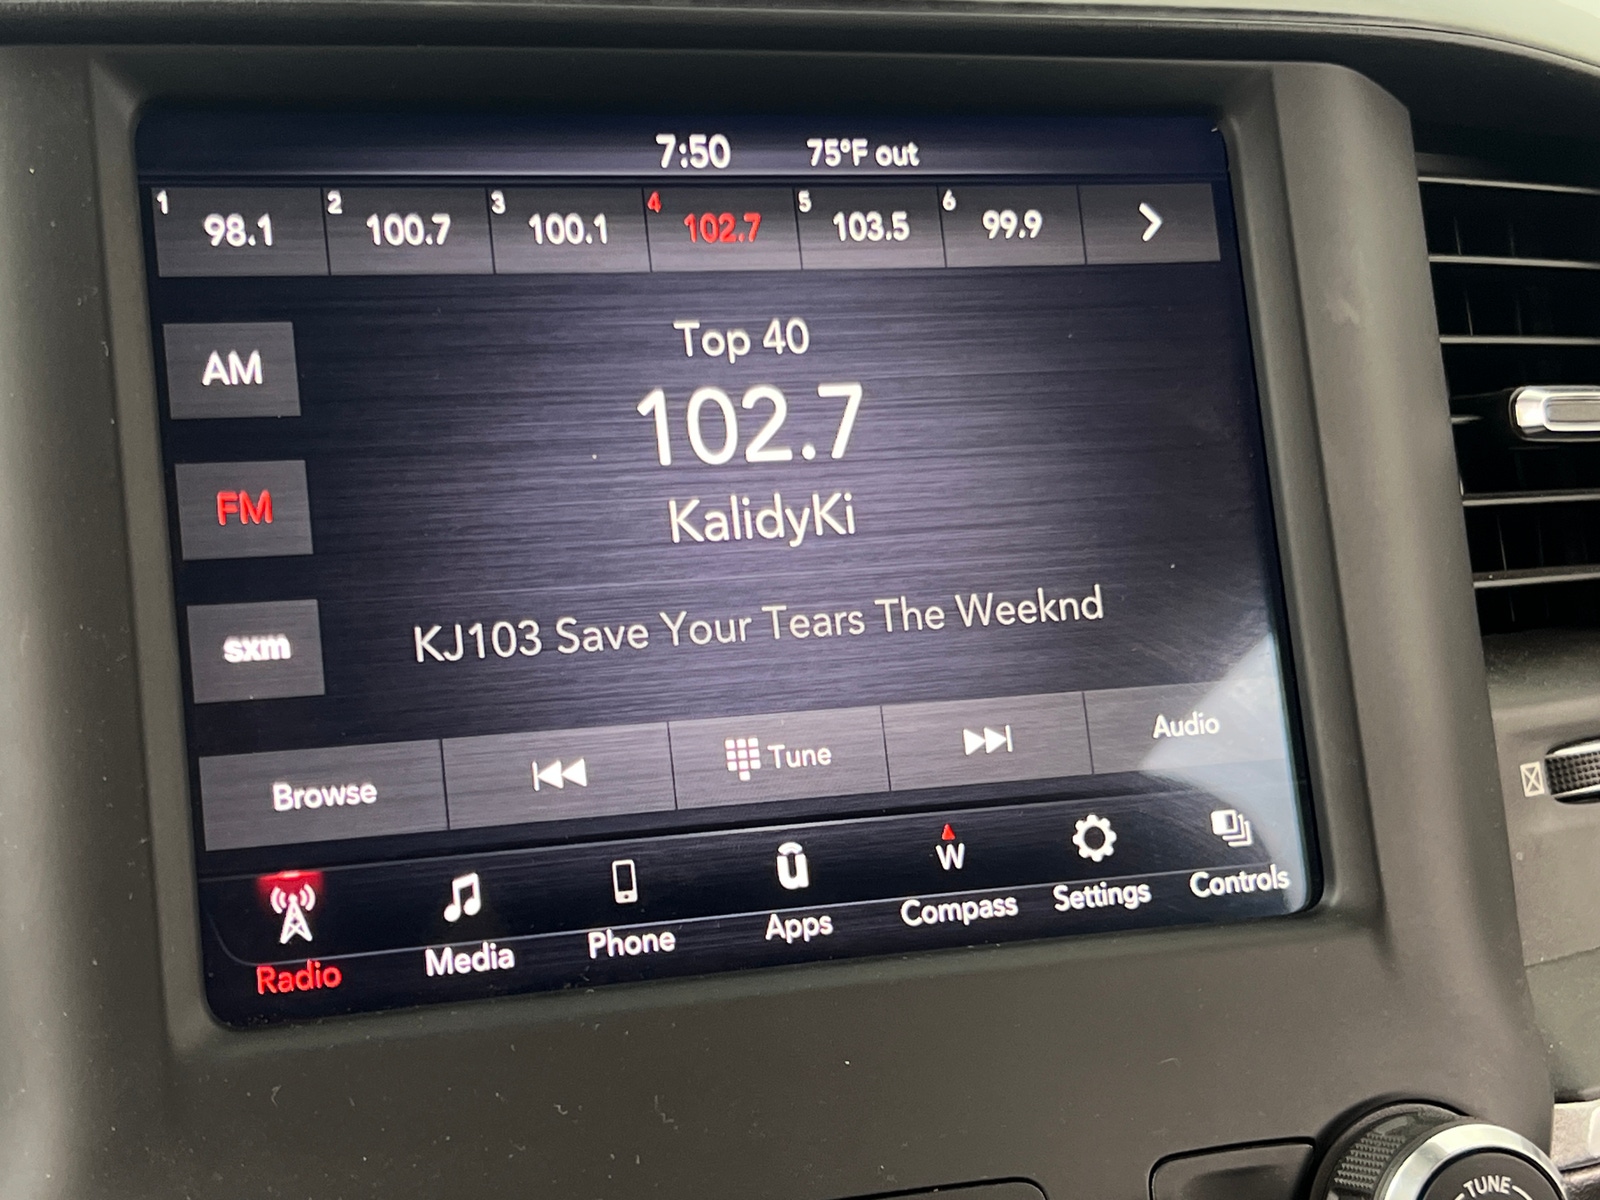 7:50 75°F out
1 98.1 2 100.7 3 100.1 4 102.7 5 103.5 6 99.9
Top 40
AM
102.7
FM
KalidyKi
KJ103 Save Your Tears The Weeknd
sxm
Browse Tune Audio
W
Radio Media Phone Apps Compass Settings Controls
TUNE